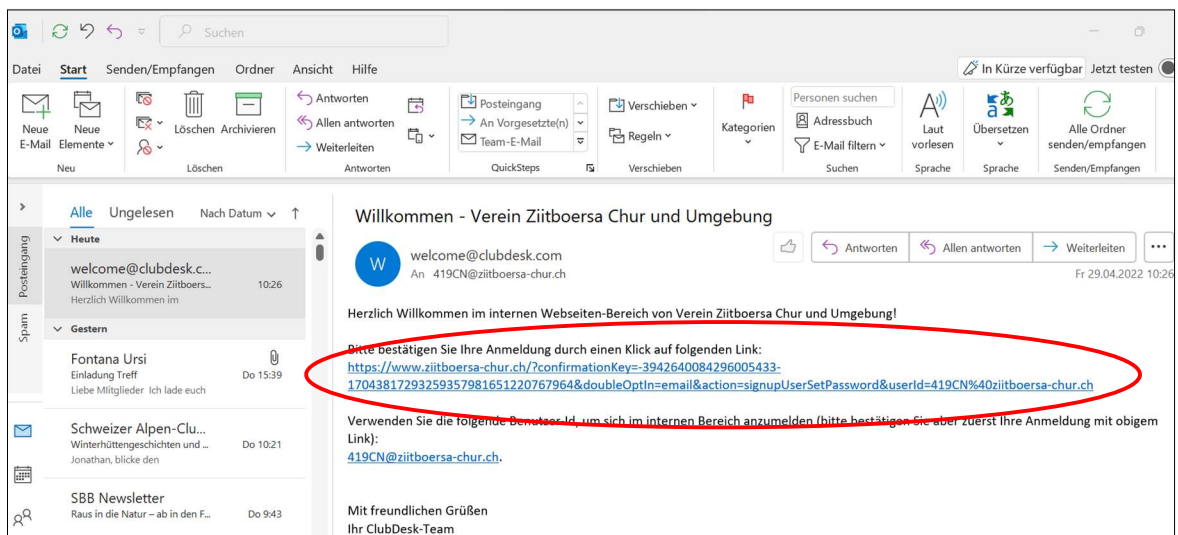 Suchen
Datei Start Senden/Empfangen Ordner Ansicht Hilfe
In Kürze verfügbar Jetzt testen
Neue E-Mail
Neue Elemente
Löschen Archivieren
Antworten
Allen antworten
Weiterleiten
Posteingang
An Vorgesetzte(n)
Team-E-Mail
Verschieben
Regeln
Kategorien
Personen suchen
Adressbuch
E-Mail filtern
Laut vorlesen
Übersetzen
Alle Ordner senden/empfangen
Neu Löschen Antworten QuickSteps Verschieben Suchen Sprache Sprache Senden/Empfangen
Posteingang
Spam
Alle Ungelesen Nach Datum
Heute
welcome@clubdesk.c...
Willkommen - Verein Ziitboers... 10:26
Herzlich Willkommen im
Gestern
Fontana Ursi
Einladung Treff Do 15:39
Liebe MIitglieder Ich lade euch
Schweizer Alpen-Clu...
Winterhüttengeschichten und ... Do 10:21
Jonathan, blicke den
SBB Newsletter
Raus in die Natur – ab in den F... Do 9:43
Willkommen - Verein Ziitboersa Chur und Umgebung
W
welcome@clubdesk.com
An 419CN@ziitboersa-chur.ch
Antworten Allen antworten Weiterleiten
Fr 29.04.2022 10:26
Herzlich Willkommen im internen Webseiten-Bereich von Verein Ziitboersa Chur und Umgebung!
Bitte bestätigen Sie Ihre Anmeldung durch einen Klick auf folgenden Link:
https://www.ziitboersa-chur.ch/?confirmationKey=-3942640084296005433-
17043817293259357981651220767964&doubleOptIn=email&action=signupUserSetPassword&userId=419CN%40ziitboersa-chur.ch
Verwenden Sie die folgende Benutzer-Id, um sich im internen Bereich anzumelden (bitte bestätigen Sie aber zuerst Ihre Anmeldung mit obigem
Link):
419CN@ziitboersa-chur.ch.
Mit freundlichen Grüßen
Ihr ClubDesk-Team